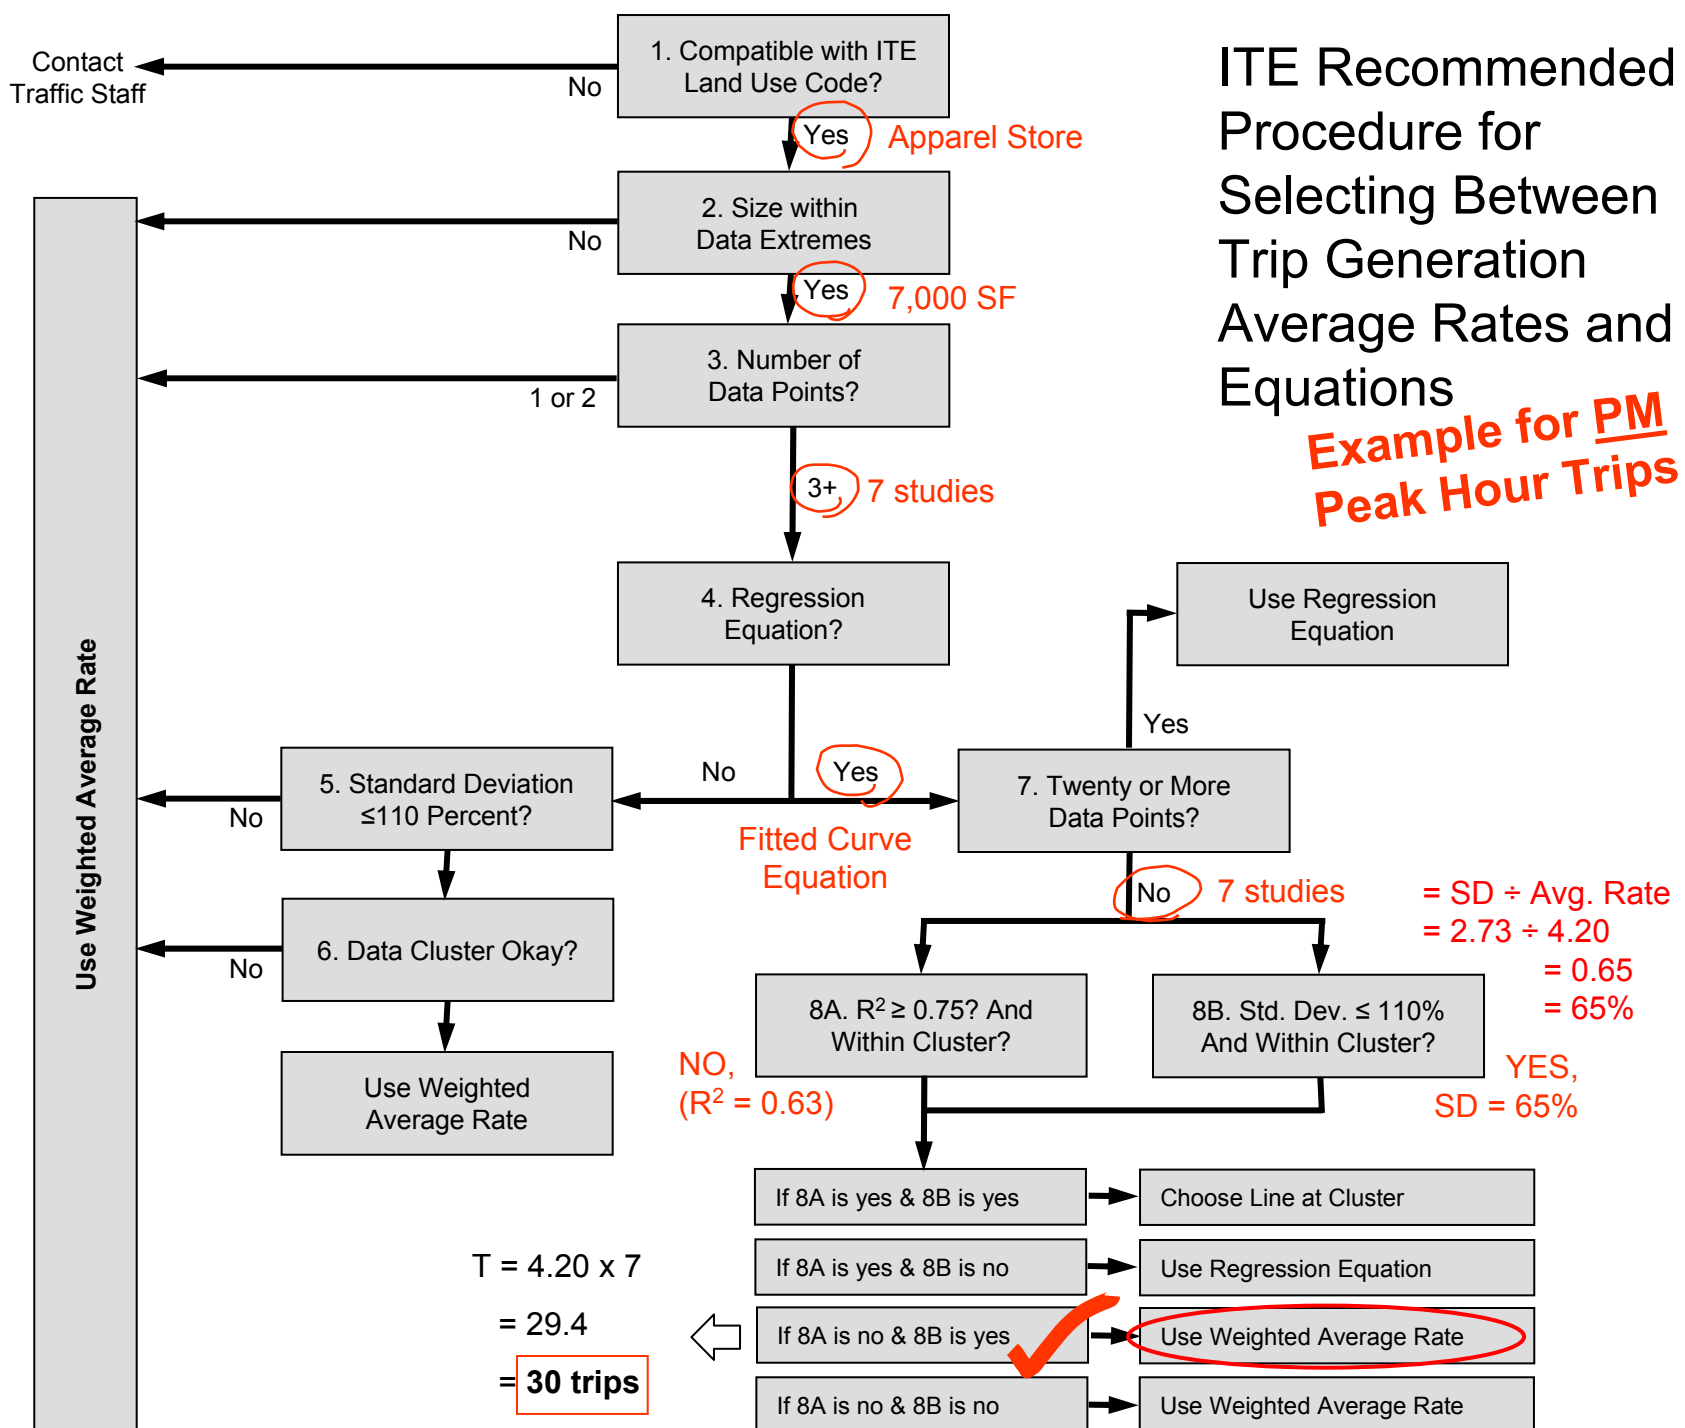 ITE Recommended
Procedure for
Selecting Between
Trip Generation
Average Rates and
Equations
Example for PM
Peak Hour Trips
1. Compatible with ITE
Land Use Code?
No
Contact
Traffic Staff
Yes
Apparel Store
2. Size within
Data Extremes
No
Yes
7,000 SF
3. Number of
Data Points?
1 or 2
3+
7 studies
4. Regression
Equation?
Use Regression
Equation
Yes
No
Yes
Fitted Curve
Equation
5. Standard Deviation
≤110 Percent?
No
7. Twenty or More
Data Points?
No
7 studies
6. Data Cluster Okay?
No
Use Weighted
Average Rate
Use Weighted Average Rate
= SD ÷ Avg. Rate
= 2.73 ÷ 4.20
= 0.65
= 65%
8A. R² ≥ 0.75? And
Within Cluster?
8B. Std. Dev. ≤ 110%
And Within Cluster?
NO,
(R² = 0.63)
YES,
SD = 65%
If 8A is yes & 8B is yes
Choose Line at Cluster
If 8A is yes & 8B is no
Use Regression Equation
If 8A is no & 8B is yes
Use Weighted Average Rate
If 8A is no & 8B is no
Use Weighted Average Rate
T = 4.20 x 7
= 29.4
= 30 trips